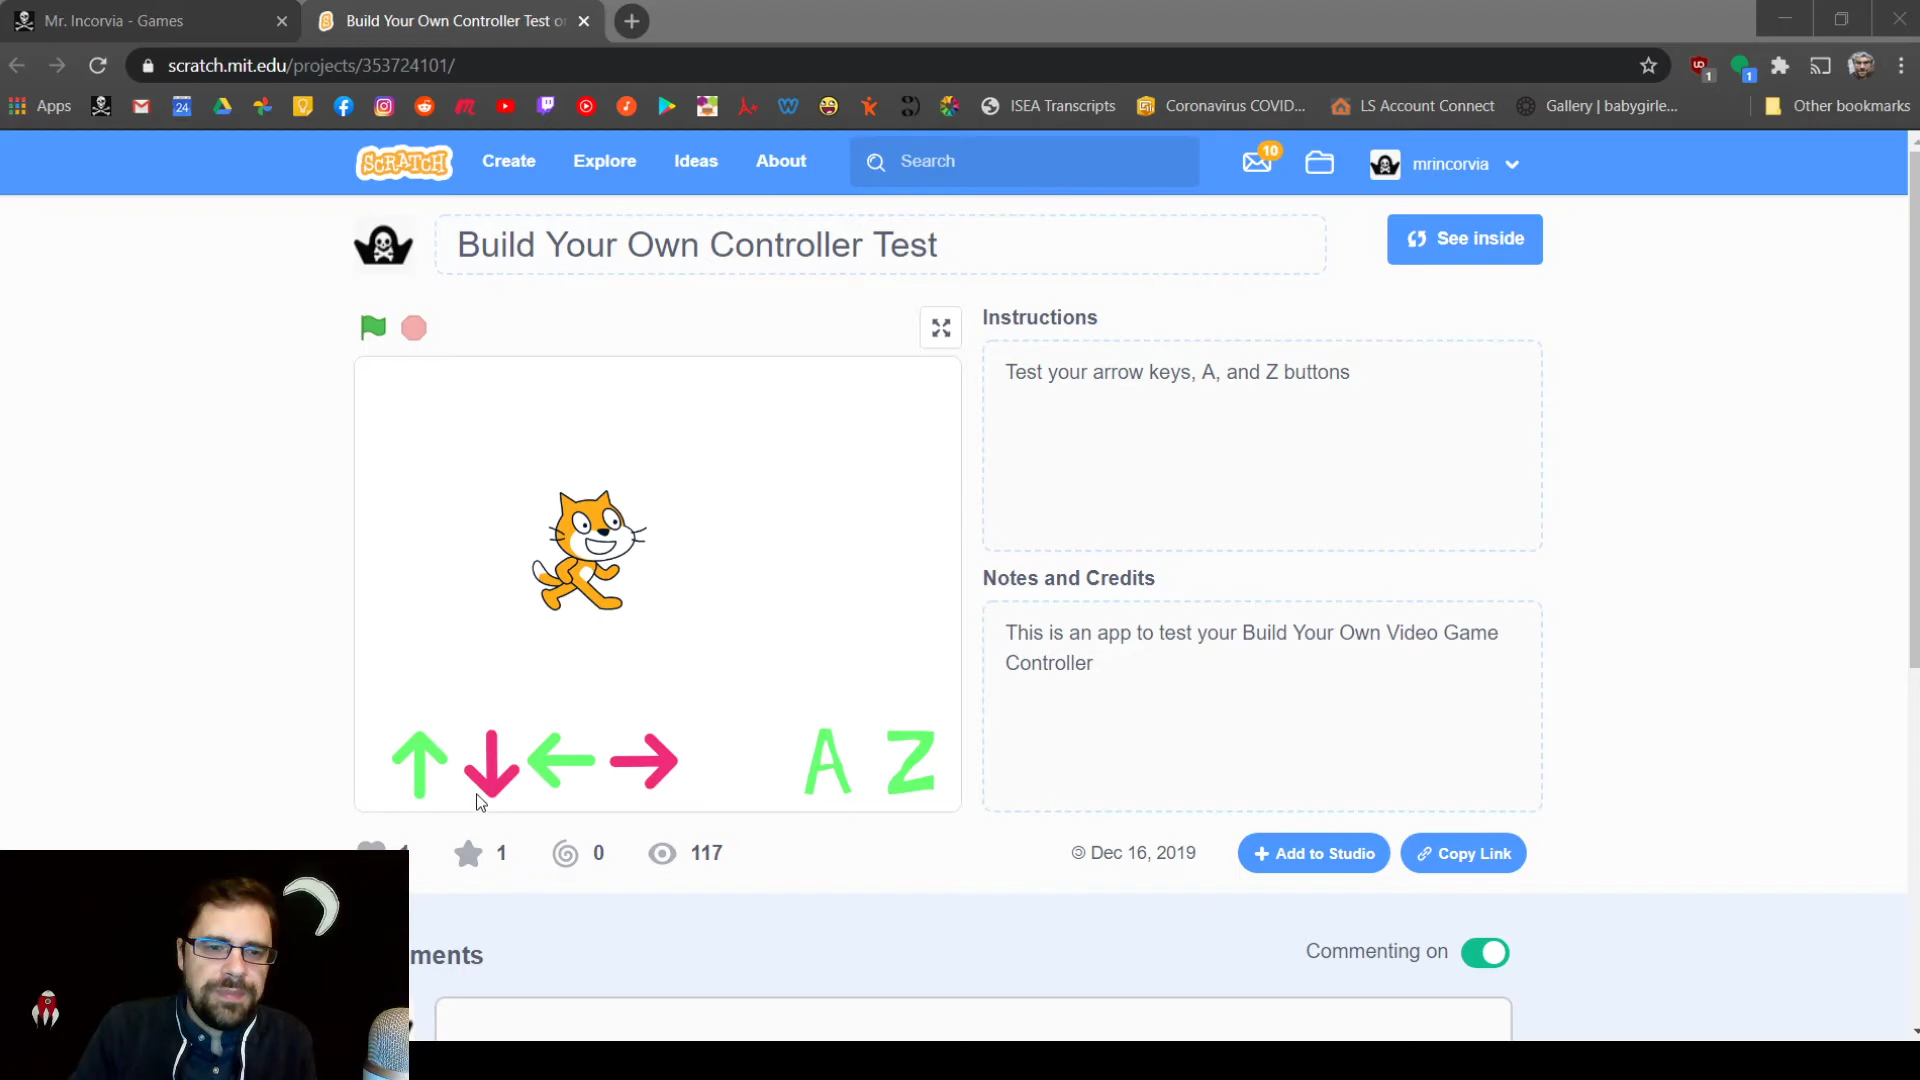 Mr. Incorvia - Games
Build Your Own Controller Test o
scratch.mit.edu/projects/353724101/
1
1
Apps
24
ISEA Transcripts
Coronavirus COVID...
LS Account Connect
Gallery | babygirle...
Other bookmarks
SCRATCH
Create
Explore
Ideas
About
Search
10
mrincorvia
Build Your Own Controller Test
See inside
Instructions
Test your arrow keys, A, and Z buttons
Notes and Credits
This is an app to test your Build Your Own Video Game
Controller
A Z
1
0
117
Dec 16, 2019
Add to Studio
Copy Link
ments
Commenting on